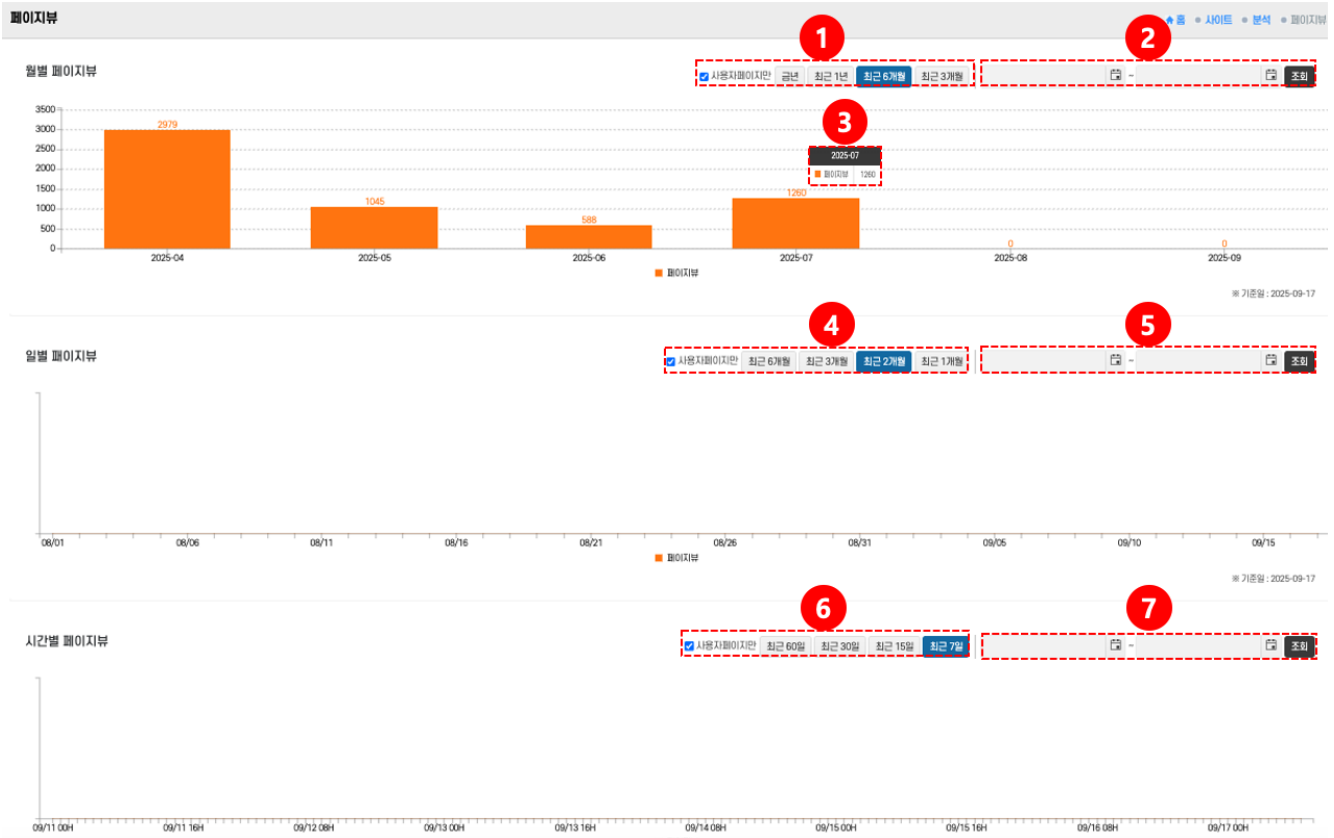 페이지뷰
홈 사이트 분석 페이지뷰
1
2
월별 페이지뷰
사용자페이지만 금년 최근 1년 최근 6개월 최근 3개월
– 조회
3500
3000
2500
2000
1500
1000
500
0
2979
1045
588
1260
0
0
3
2025-07
페이지뷰 1260
2025-04 2025-05 2025-06 2025-07 2025-08 2025-09
페이지뷰
※ 기준일 : 2025-09-17
4
5
일별 페이지뷰
사용자페이지만 최근 6개월 최근 3개월 최근 2개월 최근 1개월
– 조회
08/01 08/06 08/11 08/16 08/21 08/26 08/31 09/05 09/10 09/15
페이지뷰
※ 기준일 : 2025-09-17
6
7
시간별 페이지뷰
사용자페이지만 최근 60일 최근 30일 최근 15일 최근 7일
– 조회
09/11 00H 09/11 16H 09/12 08H 09/13 00H 09/13 16H 09/14 08H 09/15 00H 09/15 16H 09/16 08H 09/17 00H